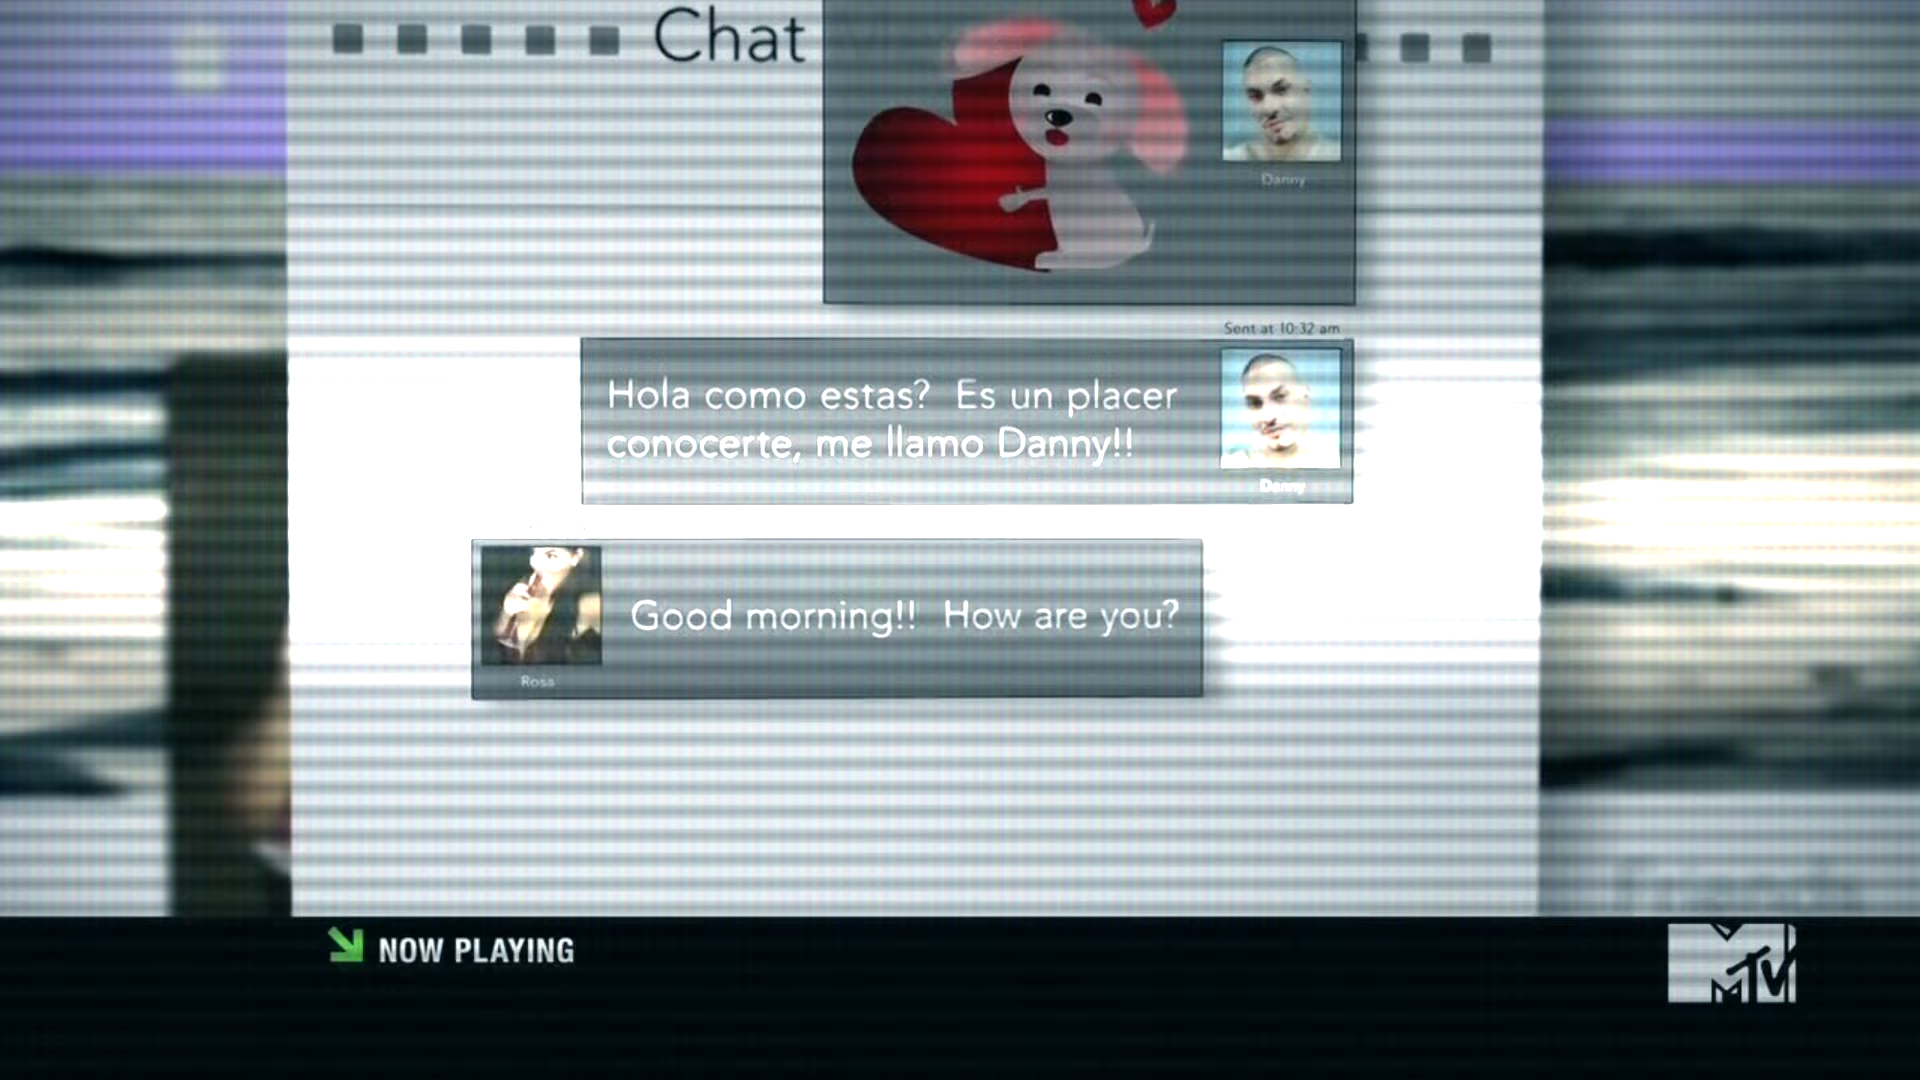 Chat
Danny
Sent at 10:32 am
Hola como estas? Es un placer
conocerte, me llamo Danny!!
Danny
Good morning!! How are you?
Rosa
NOW PLAYING
MTV